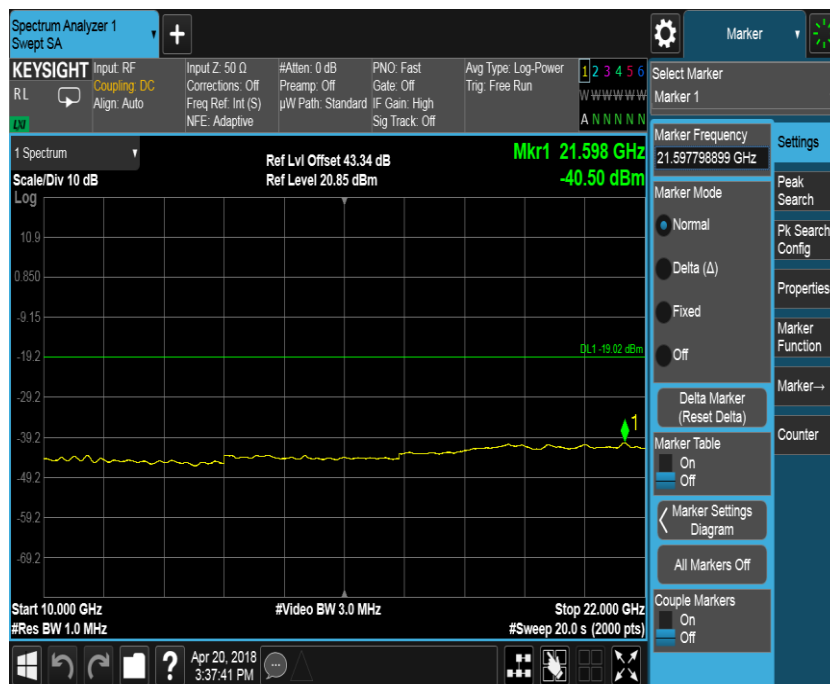 Spectrum Analyzer 1
Swept SA
Marker
KEYSIGHT
RL
LXI
Input: RF
Coupling: DC
Align: Auto
Input Z: 50 Ω
Corrections: Off
Freq Ref: Int (S)
NFE: Adaptive
#Atten: 0 dB
Preamp: Off
µW Path: Standard
PNO: Fast
Gate: Off
IF Gain: High
Sig Track: Off
Avg Type: Log-Power
Trig: Free Run
1 2 3 4 5 6
W W W W W W
A N N N N N
Select Marker
Marker 1
1 Spectrum
Scale/Div 10 dB
Ref Lvl Offset 43.34 dB
Ref Level 20.85 dBm
Mkr1 21.598 GHz
-40.50 dBm
Log
10.9
0.850
-9.15
-19.2
-29.2
-39.2
-49.2
-59.2
-69.2
DL1 -19.02 dBm
1
Start 10.000 GHz
#Res BW 1.0 MHz
#Video BW 3.0 MHz
Stop 22.000 GHz
#Sweep 20.0 s (2000 pts)
Marker Frequency
21.597798899 GHz
Marker Mode
Normal
Delta (Δ)
Fixed
Off
Delta Marker
(Reset Delta)
Marker Table
On
Off
Marker Settings
Diagram
All Markers Off
Couple Markers
On
Off
Settings
Peak
Search
Pk Search
Config
Properties
Marker
Function
Marker→
Counter
?
Apr 20, 2018
3:37:41 PM